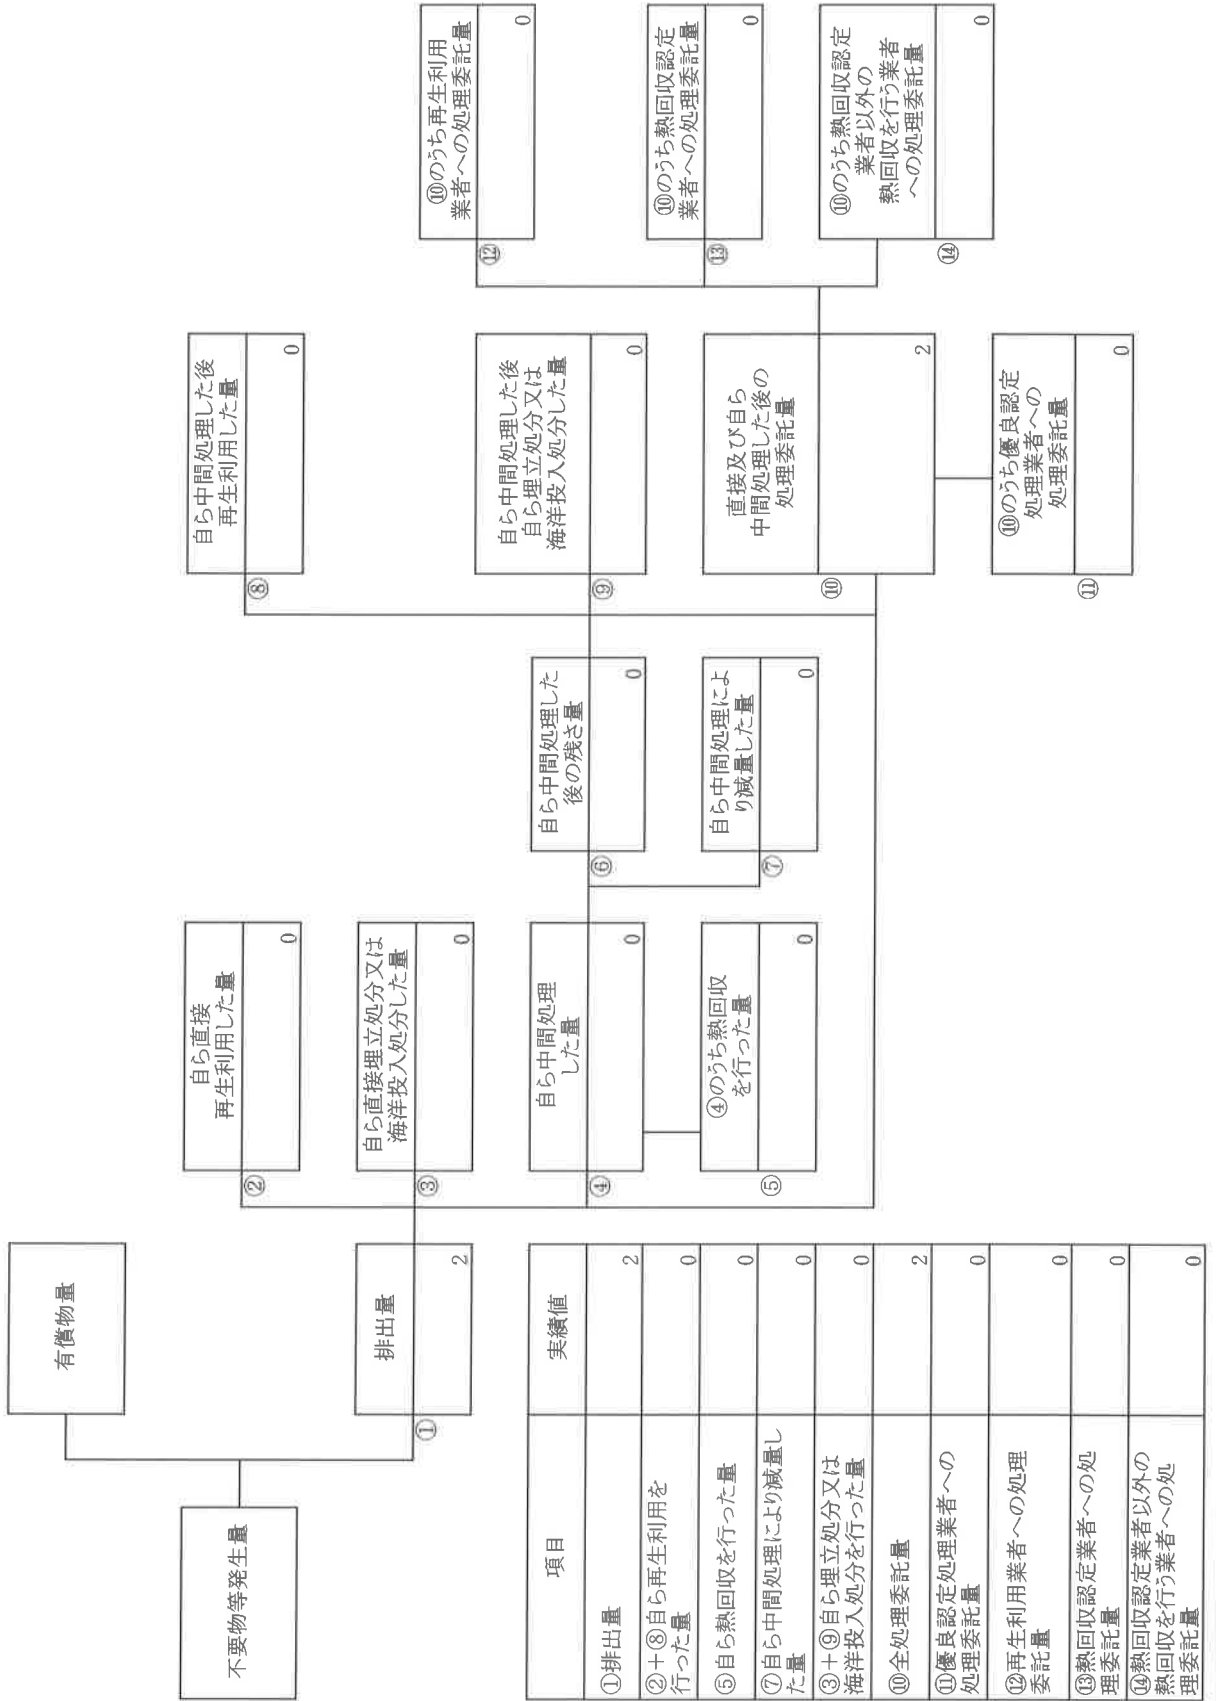 不要物等発生量
有償物量
①
排出量
2
②
自ら直接
再生利用した量
0
③
自ら直接埋立処分又は
海洋投入処分した量
0
④
自ら中間処理
した量
0
⑤
④のうち熱回収
を行った量
0
⑥
自ら中間処理した
後の残さ量
0
⑦
自ら中間処理によ
り減量した量
0
⑧
自ら中間処理した後
再生利用した量
0
⑨
自ら中間処理した後
自ら埋立処分又は
海洋投入処分した量
0
⑩
直接及び自ら
中間処理した後の
処理委託量
2
⑪
⑩のうち優良認定
処理業者への
処理委託量
0
⑫
⑩のうち再生利用
業者への処理委託量
0
⑬
⑩のうち熱回収認定
業者への処理委託量
0
⑭
⑩のうち熱回収認定
業者以外の
熱回収を行う業者
への処理委託量
0
項目 実績値
①排出量 2
②+⑧自ら再生利用を
行った量 0
⑤自ら熱回収を行った量 0
⑦自ら中間処理により減量し
た量 0
③+⑨自ら埋立処分又は
海洋投入処分を行った量 0
⑩全処理委託量 2
⑪優良認定処理業者への
処理委託量 0
⑫再生利用業者への処理
委託量 0
⑬熱回収認定業者への処
理委託量 0
⑭熱回収認定業者以外の
熱回収を行う業者への処
理委託量 0